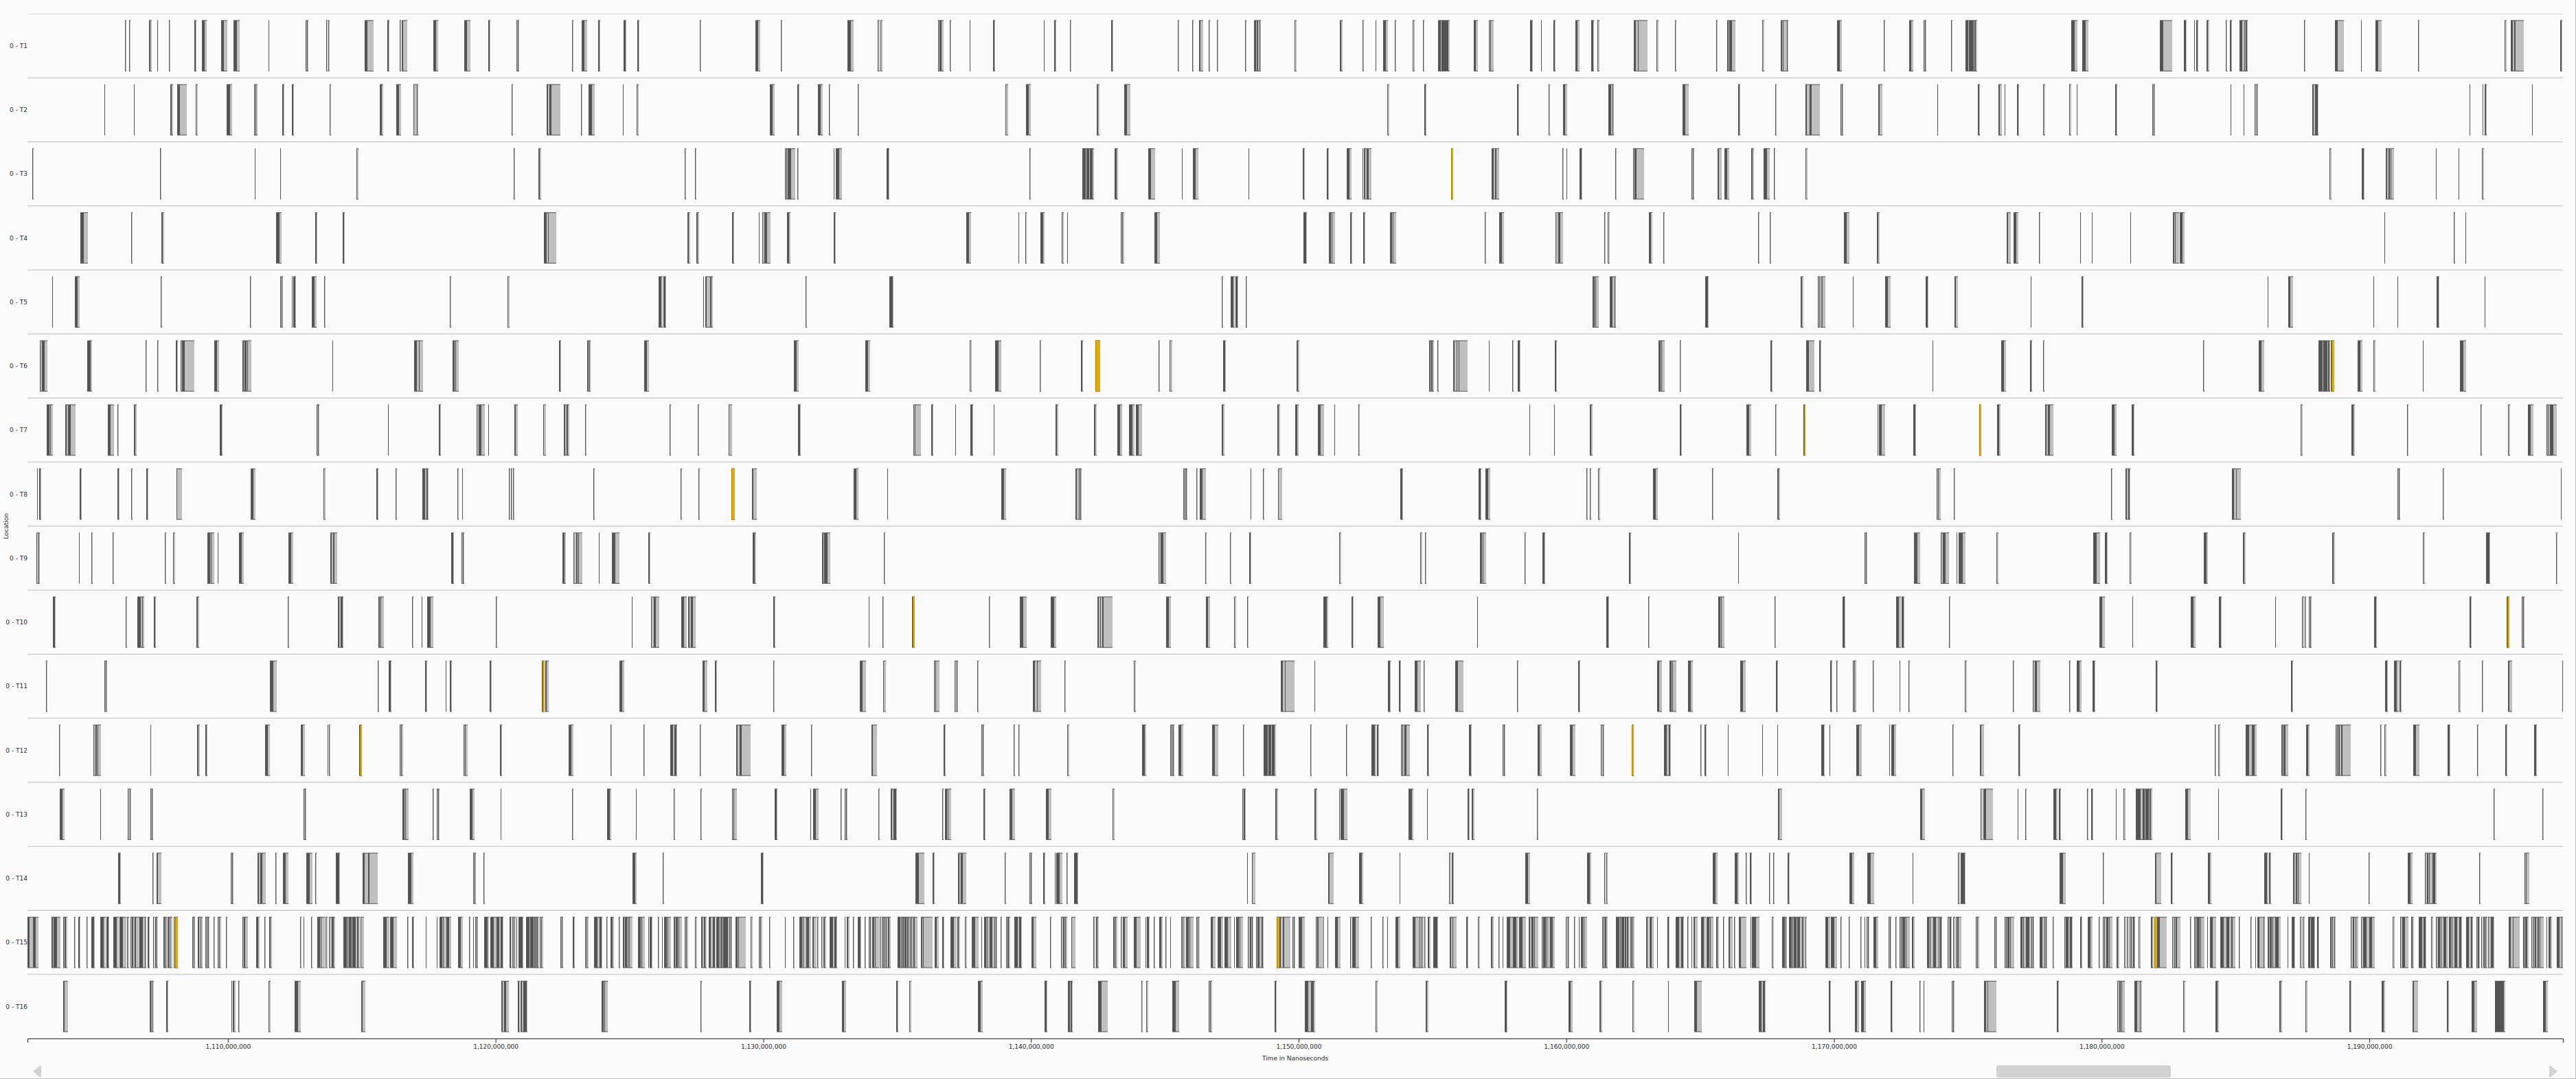 0 - T1
0 - T2
0 - T3
0 - T4
0 - T5
0 - T6
0 - T7
0 - T8
Location
0 - T9
0 - T10
0 - T11
0 - T12
0 - T13
0 - T14
0 - T15
0 - T16
1,110,000,000 1,120,000,000 1,130,000,000 1,140,000,000 1,150,000,000 1,160,000,000 1,170,000,000 1,180,000,000 1,190,000,000
Time in Nanoseconds